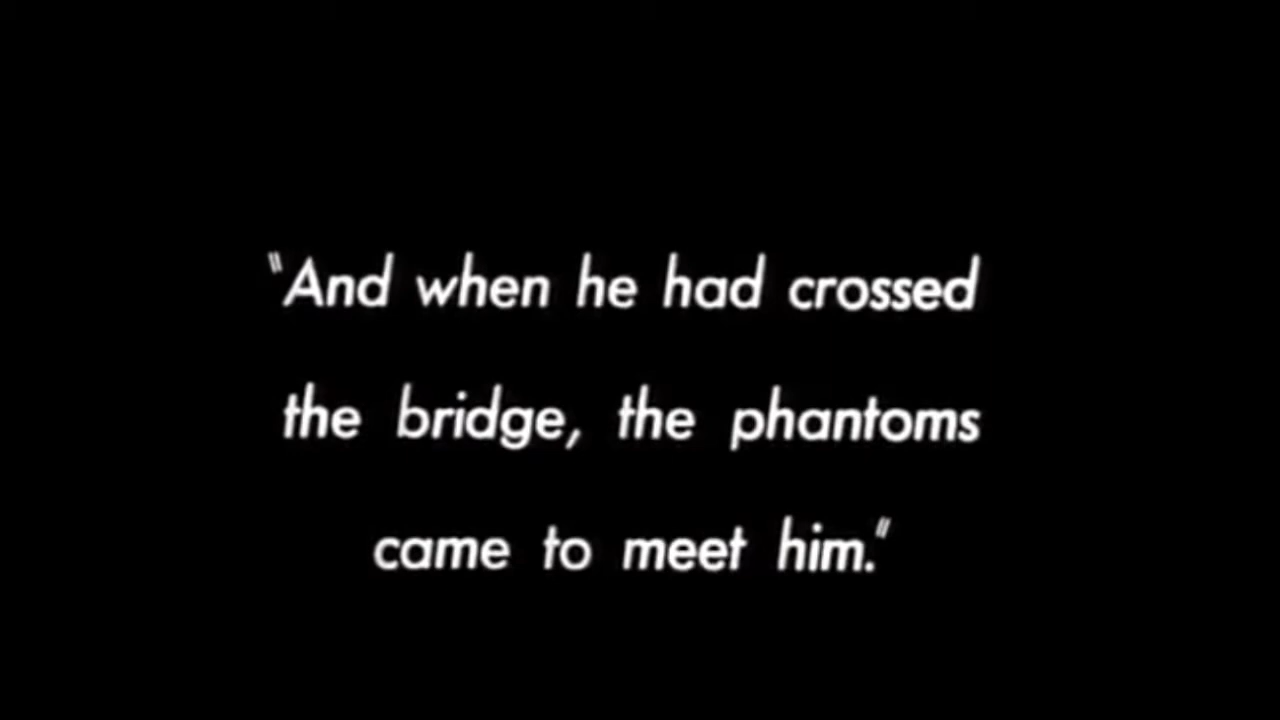 "And when he had crossed
the bridge, the phantoms
came to meet him."